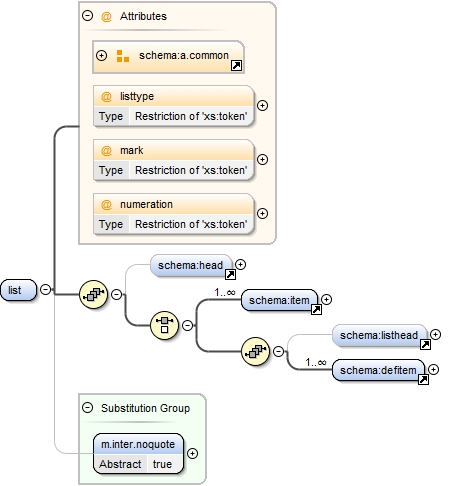 @ Attributes
schema:a.common
@ listtype
Type Restriction of 'xs:token'
@ mark
Type Restriction of 'xs:token'
@ numeration
Type Restriction of 'xs:token'
list
schema:head
1..∞
schema:item
schema:listhead
1..∞
schema:defitem
Substitution Group
m.inter.noquote
Abstract true